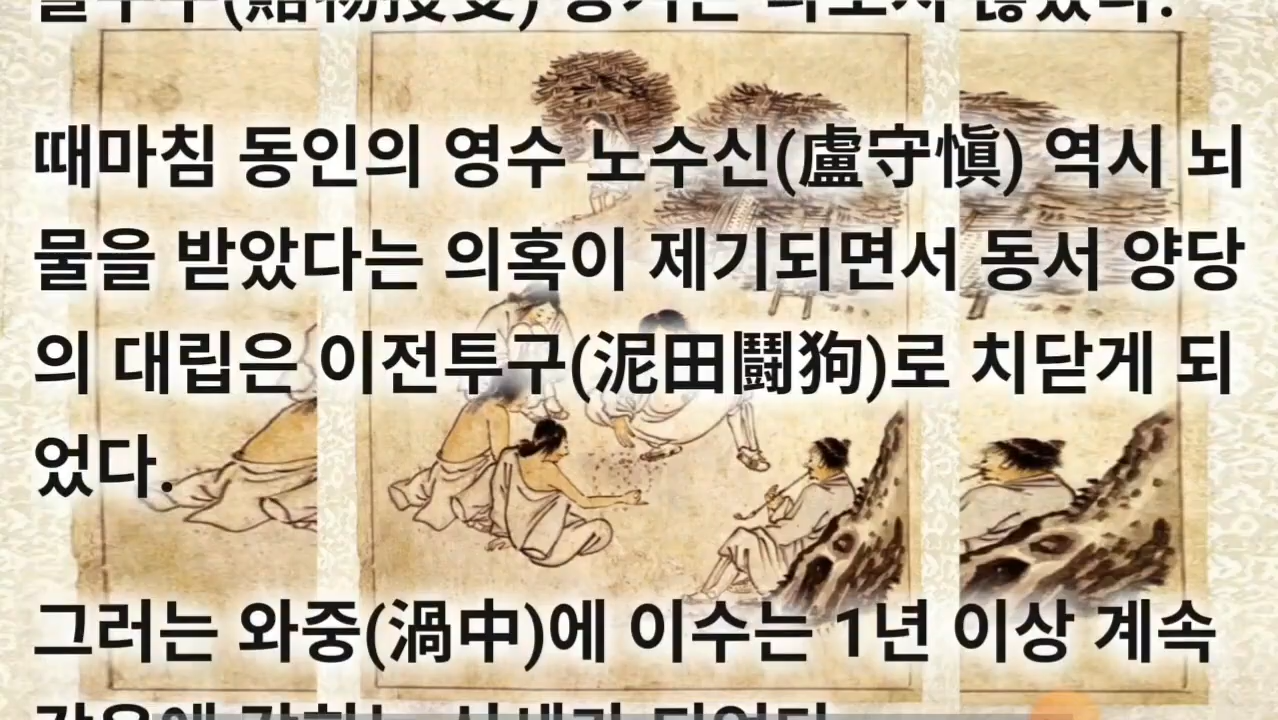 때마침 동인의 영수 노수신(盧守愼) 역시 뇌
물을 받았다는 의혹이 제기되면서 동서 양당
의 대립은 이전투구(泥田鬪狗)로 치닫게 되
었다.
그러는 와중(渦中)에 이수는 1년 이상 계속